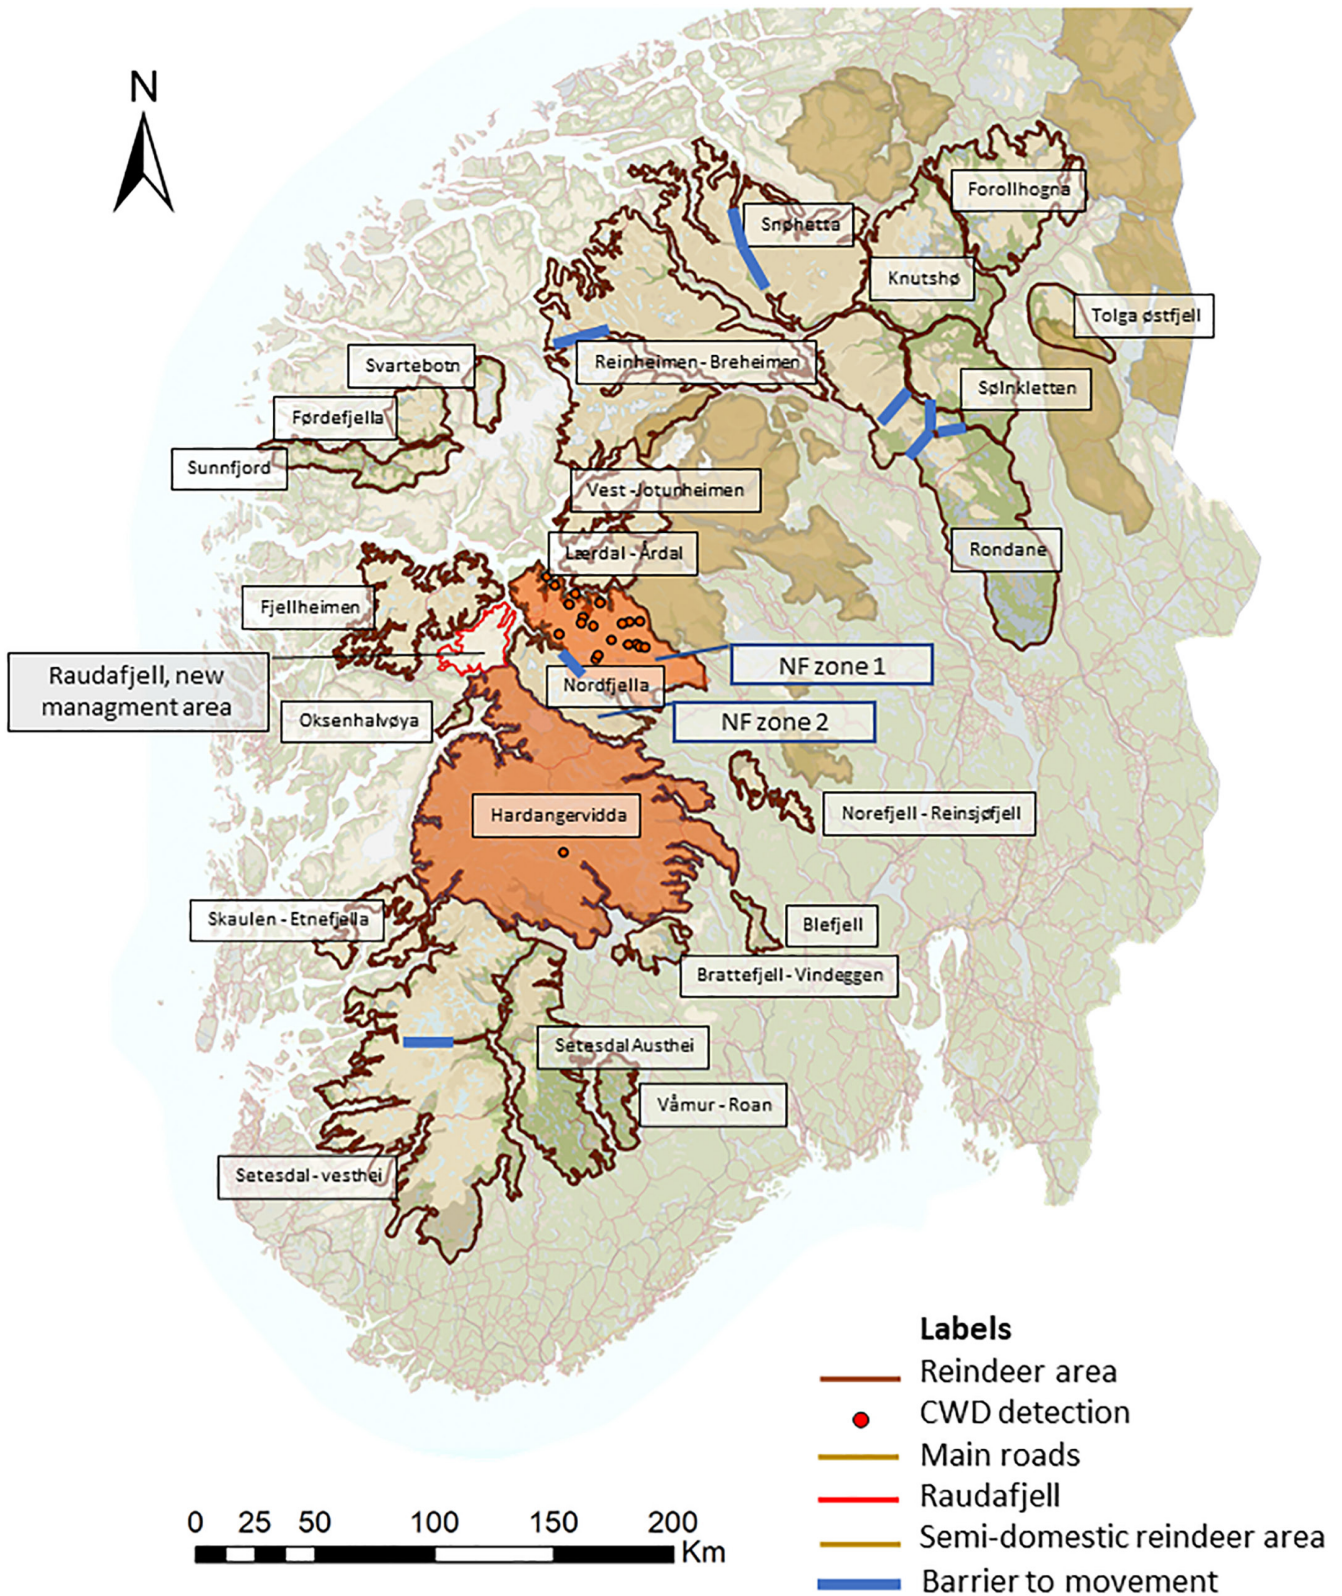 N
Forollhogna
Snøhetta
Knutshø
Tolga østfjell
Reinheimen - Breheimen
Svartebotn
Sølnkletten
Førdefjella
Sunnfjord
Vest -Jotunheimen
Lærdal - Årdal
Rondane
Fjellheimen
Raudafjell, new
managment area
NF zone 1
Nordfjella
Oksenhalvøya
NF zone 2
Hardangervidda
Norefjell - Reinsjøfjell
Skaulen - Etnefjella
Blefjell
Brattefjell - Vindeggen
Setesdal Austhei
Våmur - Roan
Setesdal - vesthei
Labels
Reindeer area
CWD detection
Main roads
Raudafjell
Semi-domestic reindeer area
Barrier to movement
0 25 50 100 150 200
Km